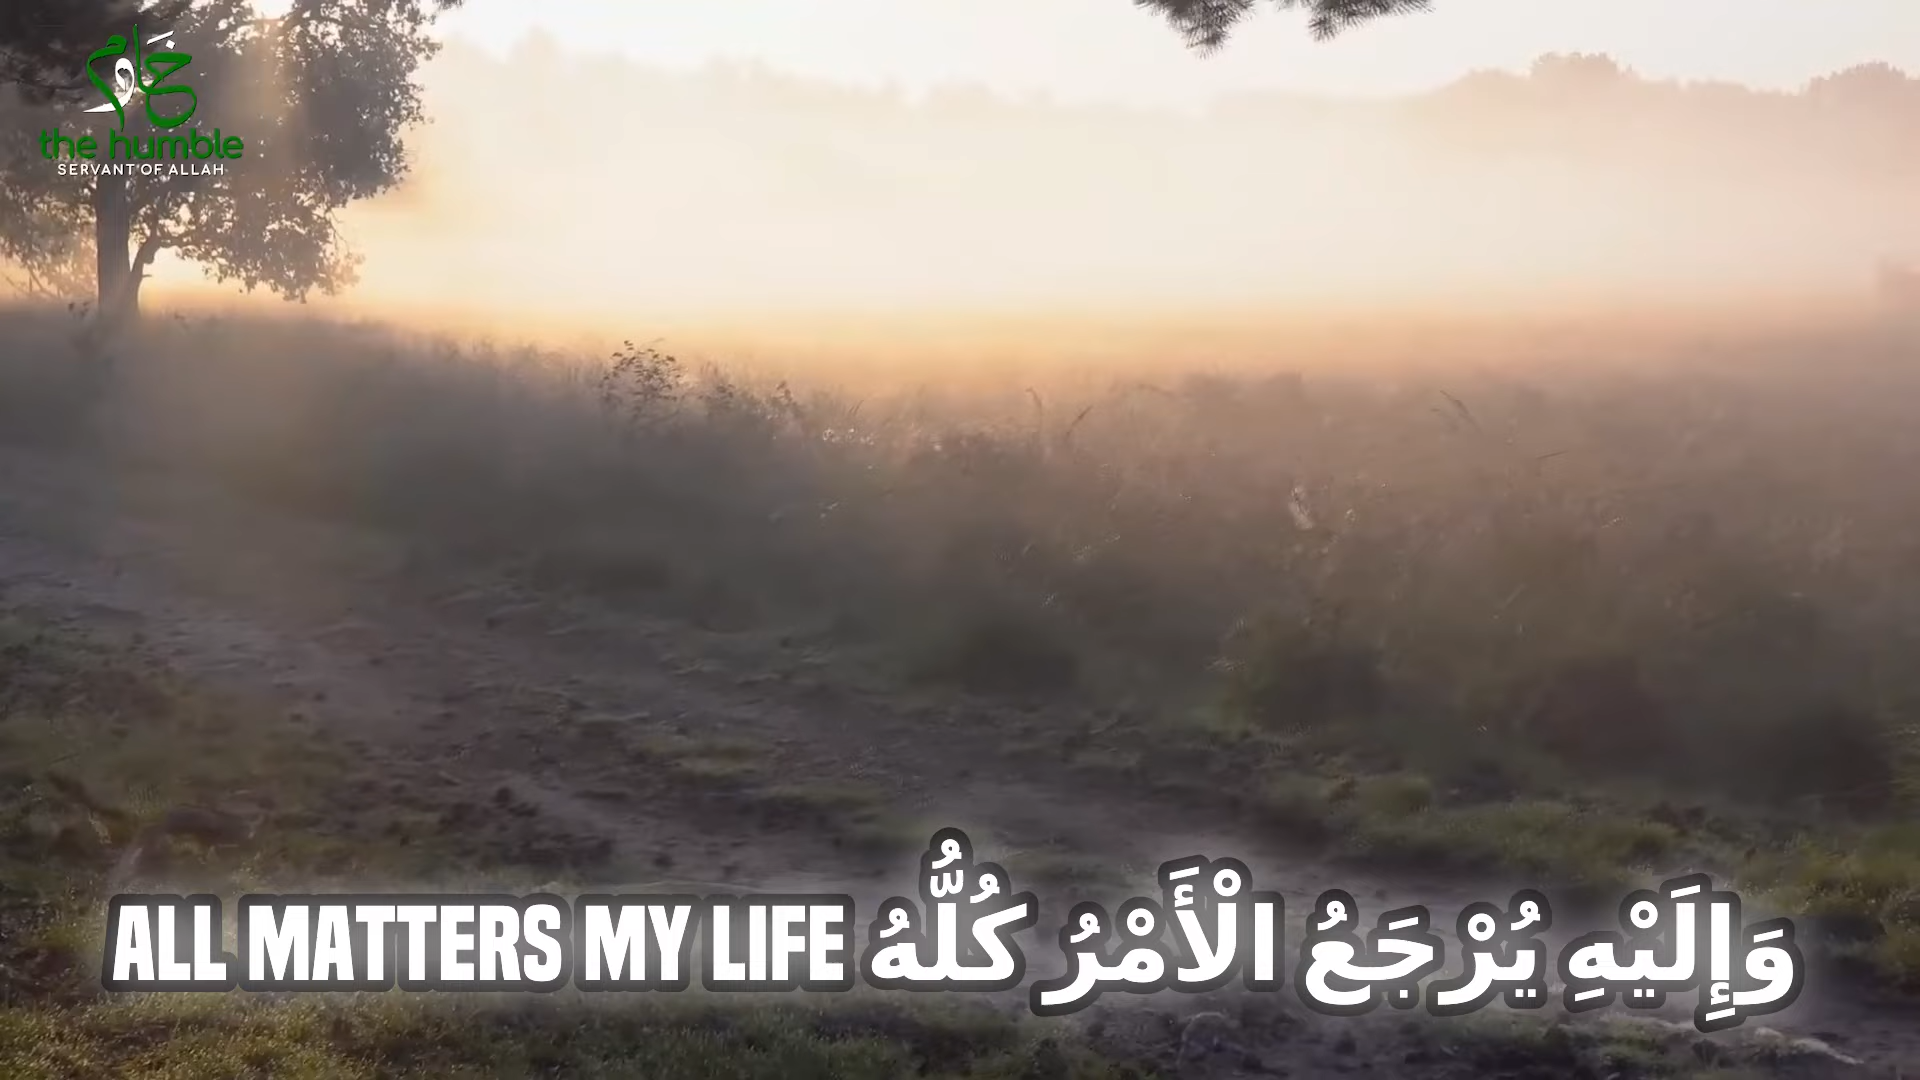 خادم
the humble
SERVANT OF ALLAH
ALL MATTERS MY LIFE وَإِلَيْهِ يُرْجَعُ الْأَمْرُ كُلُّهُ